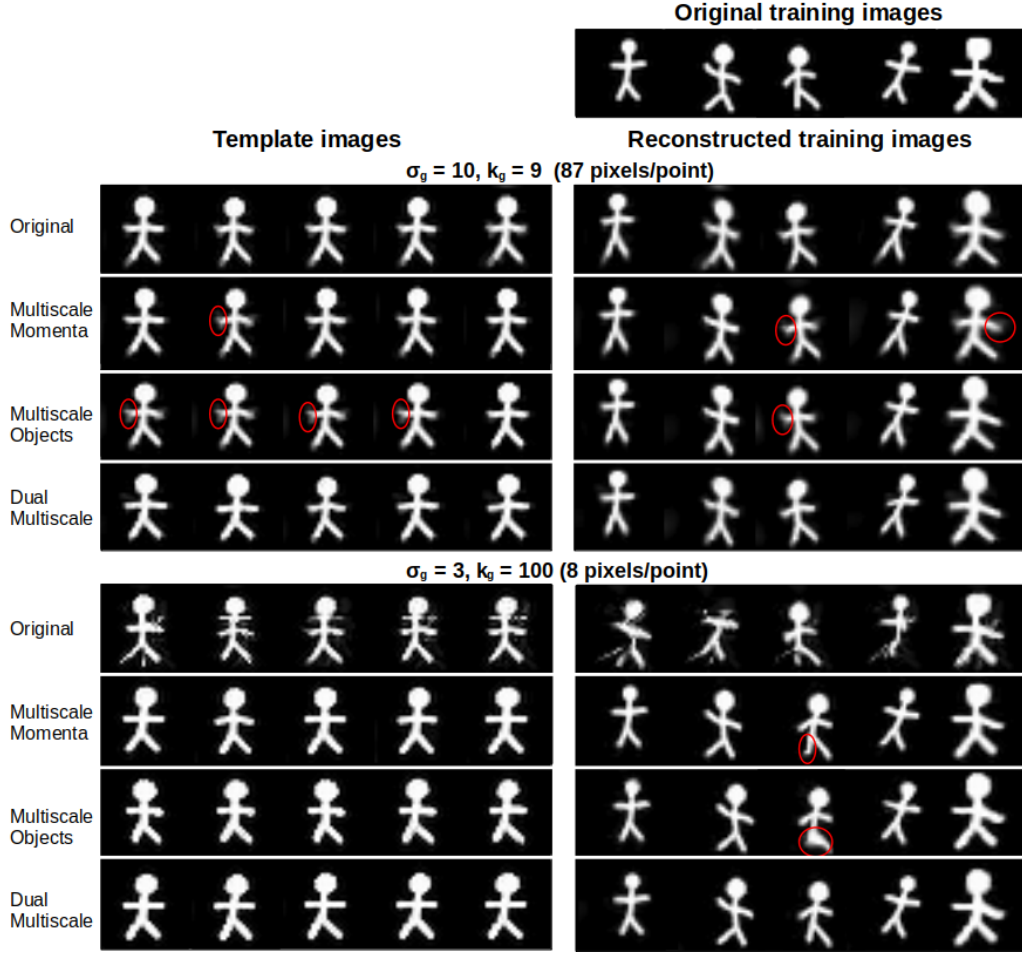 Original training images
Template images
Reconstructed training images
σg = 10, kg = 9 (87 pixels/point)
Original
Multiscale
Momenta
Multiscale
Objects
Dual
Multiscale
σg = 3, kg = 100 (8 pixels/point)
Original
Multiscale
Momenta
Multiscale
Objects
Dual
Multiscale